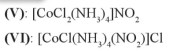 (V): [CoCl₂(NH₃)₄]NO₂
(VI): [CoCl(NH₃)₄(NO₂)]Cl